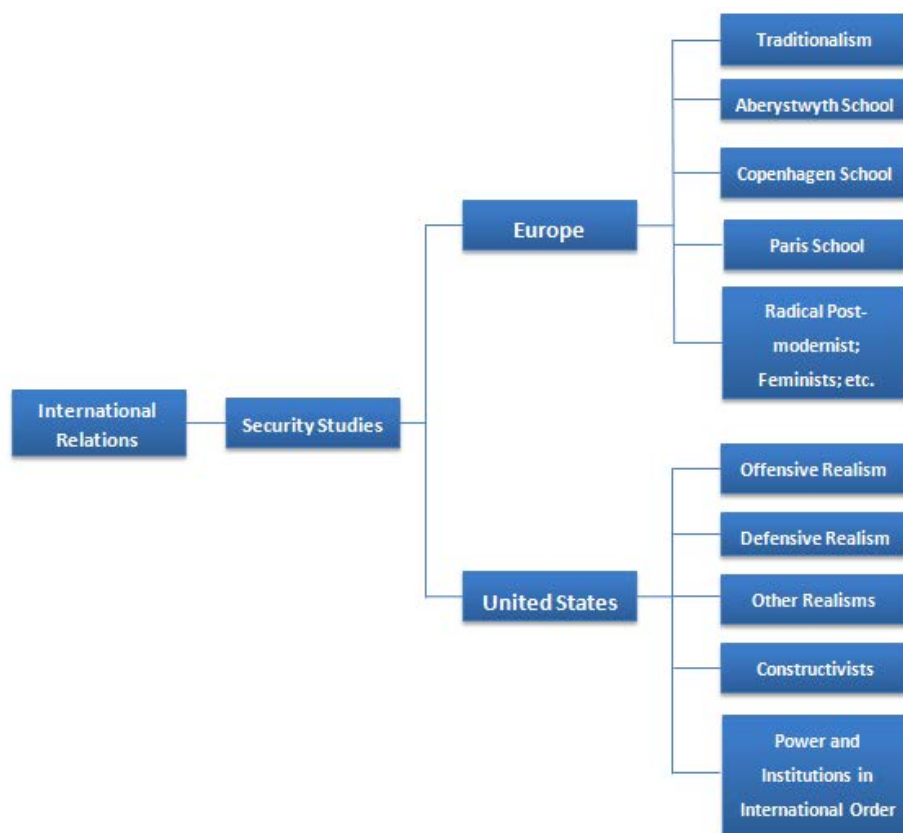 International
Relations
Security Studies
Europe
Traditionalism
Aberystwyth School
Copenhagen School
Paris School
Radical Post-
modernist;
Feminists; etc.
United States
Offensive Realism
Defensive Realism
Other Realisms
Constructivists
Power and
Institutions in
International Order